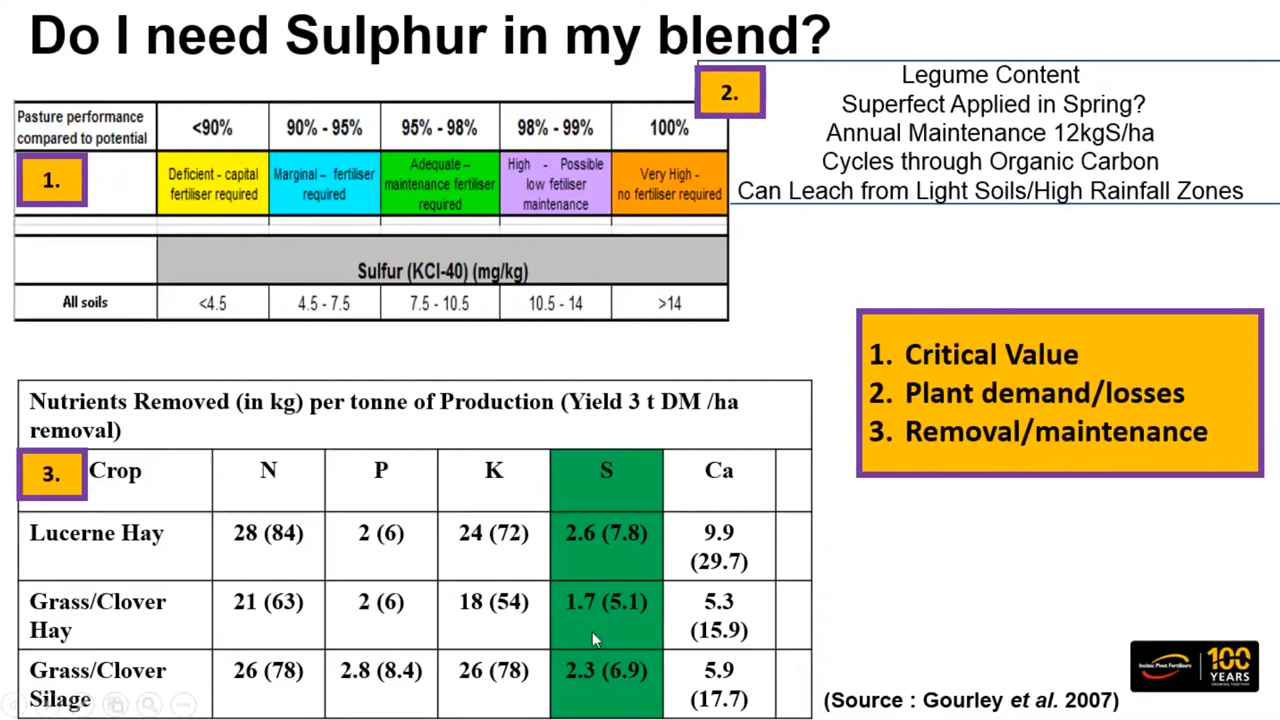 Do I need Sulphur in my blend?
2.
Legume Content
Superfect Applied in Spring?
Annual Maintenance 12kgS/ha
Cycles through Organic Carbon
Can Leach from Light Soils/High Rainfall Zones
Pasture performance
compared to potential
<90%
90% - 95%
95% - 98%
98% - 99%
100%
1.
Deficient - capital
fertiliser required
Marginal – fertiliser
required
Adequate –
maintenance fertiliser
required
High - Possible
low fetiliser
maintenance
Very High -
no fertiliser required
Sulfur (KCl-40) (mg/kg)
All soils
<4.5
4.5 - 7.5
7.5 - 10.5
10.5 - 14
>14
1. Critical Value
2. Plant demand/losses
3. Removal/maintenance
Nutrients Removed (in kg) per tonne of Production (Yield 3 t DM /ha
removal)
3.
Crop
N
P
K
S
Ca
Lucerne Hay
28 (84)
2 (6)
24 (72)
2.6 (7.8)
9.9
(29.7)
Grass/Clover
Hay
21 (63)
2 (6)
18 (54)
1.7 (5.1)
5.3
(15.9)
Grass/Clover
Silage
26 (78)
2.8 (8.4)
26 (78)
2.3 (6.9)
5.9
(17.7)
(Source : Gourley et al. 2007)
Incitec Pivot Fertilisers
100
YEARS